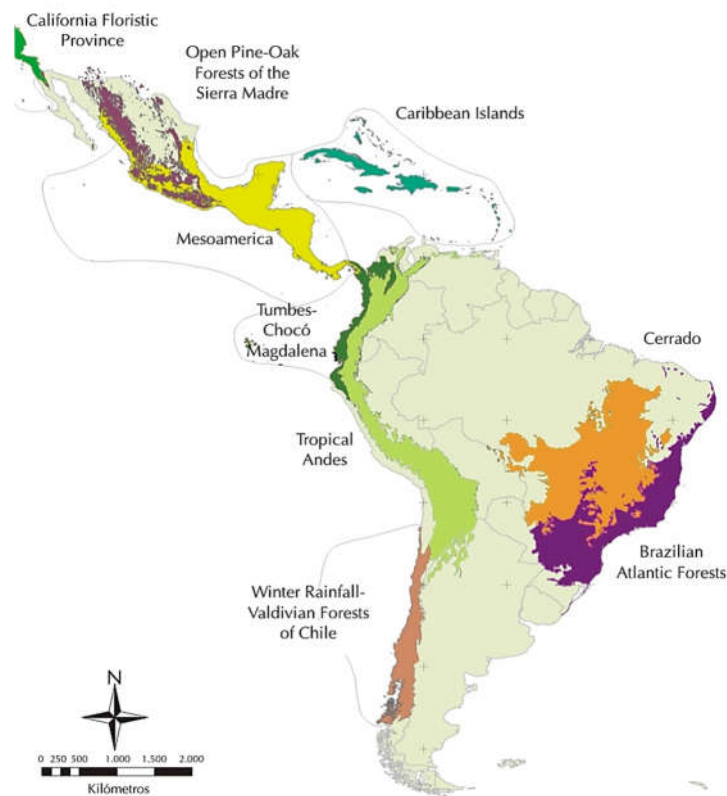 California Floristic
Province
Open Pine-Oak
Forests of the
Sierra Madre
Caribbean Islands
Mesoamerica
Tumbes-
Chocó
Magdalena
Cerrado
Tropical
Andes
Brazilian
Atlantic Forests
Winter Rainfall-
Valdivian Forests
of Chile
N
0 250 500 1.000 1.500 2.000
Kilómetros